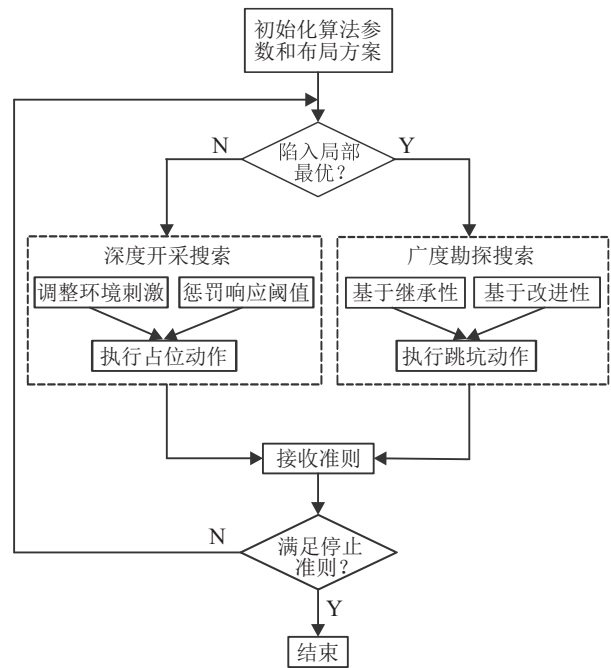 初始化算法参
数和布局方案
N
陷入局部
最优?
Y
深度开采搜索
广度勘探搜索
调整环境刺激
惩罚响应阈值
基于继承性
基于改进性
执行占位动作
执行跳坑动作
接收准则
N
满足停止
准则?
Y
结束